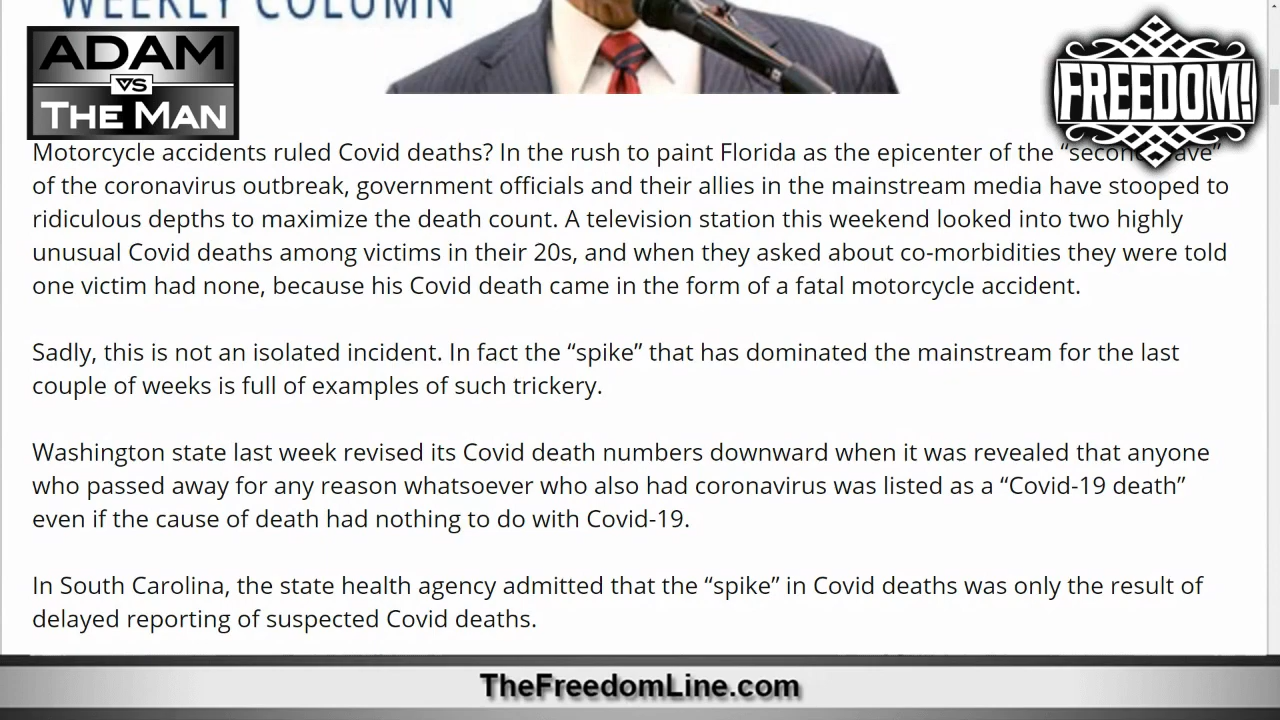 WEEKLY COLUMN
ADAM
VS
THE MAN
FREEDOM!
Motorcycle accidents ruled Covid deaths? In the rush to paint Florida as the epicenter of the “second wave”
of the coronavirus outbreak, government officials and their allies in the mainstream media have stooped to
ridiculous depths to maximize the death count. A television station this weekend looked into two highly
unusual Covid deaths among victims in their 20s, and when they asked about co-morbidities they were told
one victim had none, because his Covid death came in the form of a fatal motorcycle accident.
Sadly, this is not an isolated incident. In fact the “spike” that has dominated the mainstream for the last
couple of weeks is full of examples of such trickery.
Washington state last week revised its Covid death numbers downward when it was revealed that anyone
who passed away for any reason whatsoever who also had coronavirus was listed as a “Covid-19 death”
even if the cause of death had nothing to do with Covid-19.
In South Carolina, the state health agency admitted that the “spike” in Covid deaths was only the result of
delayed reporting of suspected Covid deaths.
TheFreedomLine.com